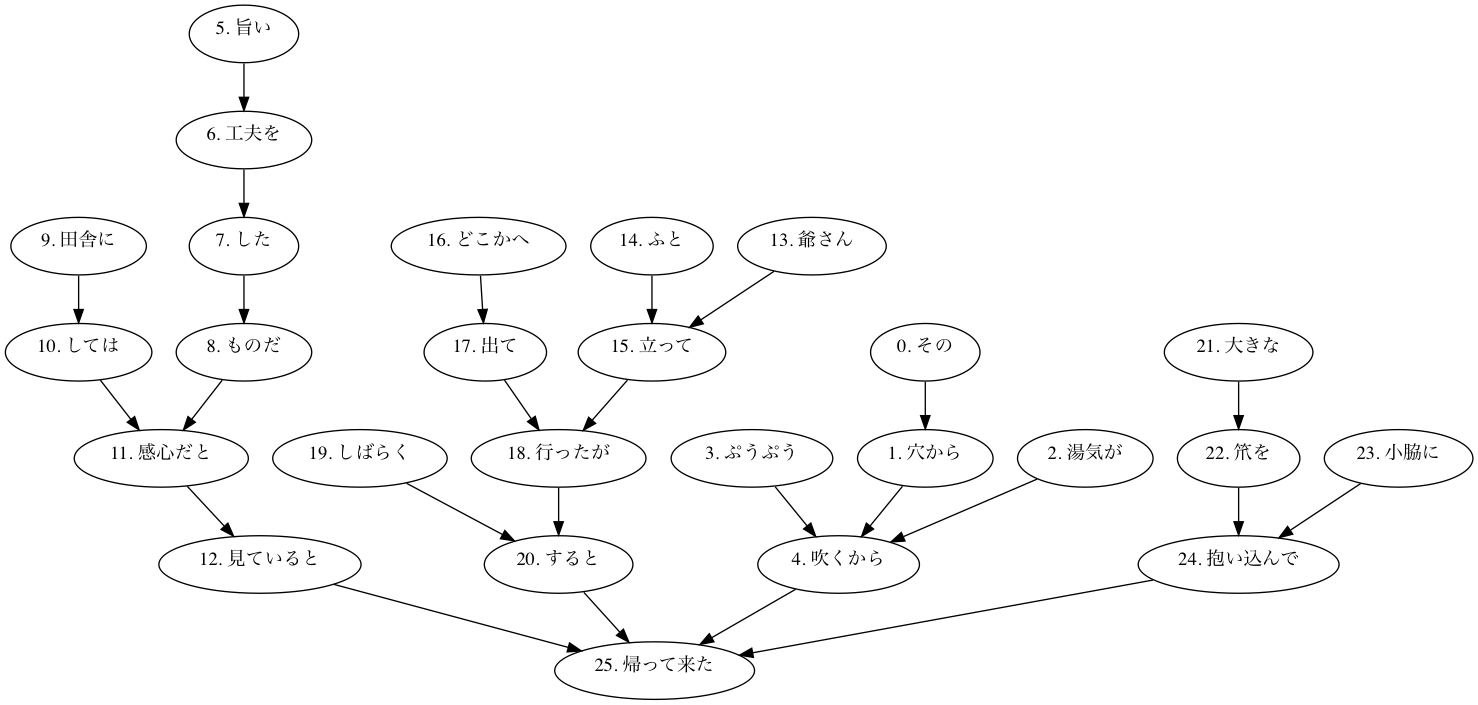 5. 旨い
6. 工夫を
9. 田舎に
7. した
16. どこかへ
14. ふと
13. 爺さん
10. しては
8. ものだ
17. 出て
15. 立って
0. その
21. 大きな
11. 感心だと
19. しばらく
18. 行ったが
3. ぷうぷう
1. 穴から
2. 湯気が
22. 笊を
23. 小脇に
12. 見ていると
20. すると
4. 吹くから
24. 抱い込んで
25. 帰って来た